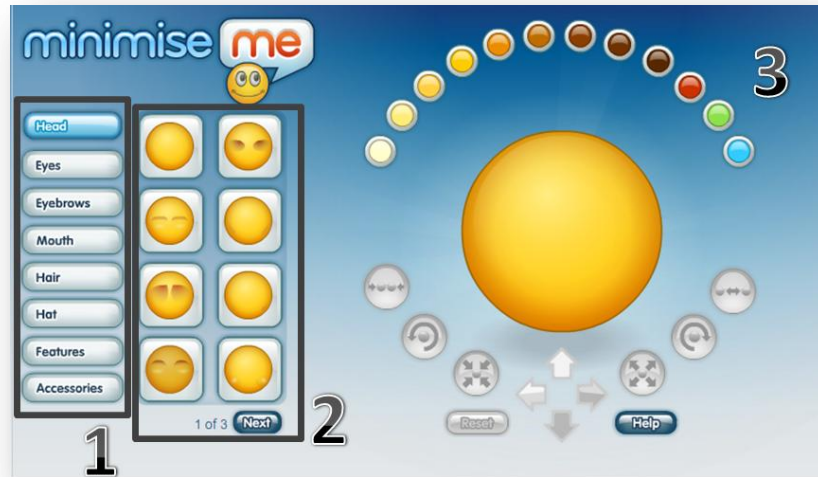 minimise me
Head
Eyes
Eyebrows
Mouth
Hair
Hat
Features
Accessories
1
1 of 3 Next
2
3
Reset
Help